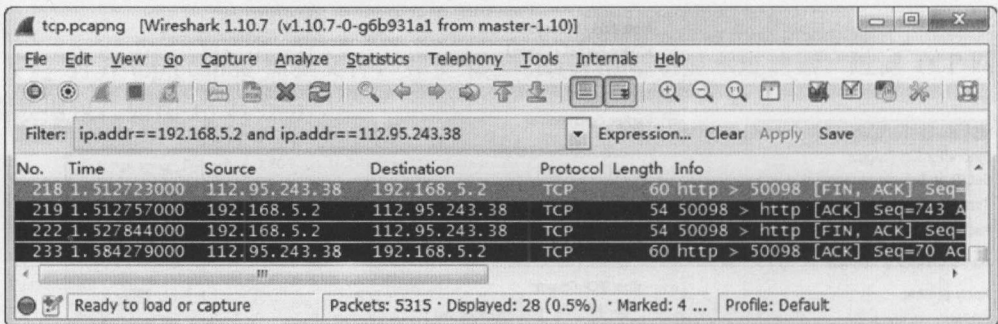 tcp.pcapng [Wireshark 1.10.7 (v1.10.7-0-g6b931a1 from master-1.10)]
File Edit View Go Capture Analyze Statistics Telephony Tools Internals Help
Filter: ip.addr==192.168.5.2 and ip.addr==112.95.243.38 Expression... Clear Apply Save
No. Time Source Destination Protocol Length Info
218 1.512723000 112.95.243.38 192.168.5.2 TCP 60 http > 50098 [FIN, ACK] Seq=
219 1.512757000 192.168.5.2 112.95.243.38 TCP 54 50098 > http [ACK] Seq=743 A
222 1.527844000 192.168.5.2 112.95.243.38 TCP 54 50098 > http [FIN, ACK] Seq=
233 1.584279000 112.95.243.38 192.168.5.2 TCP 60 http > 50098 [ACK] Seq=70 AC
Ready to load or capture Packets: 5315 · Displayed: 28 (0.5%) · Marked: 4 ... Profile: Default